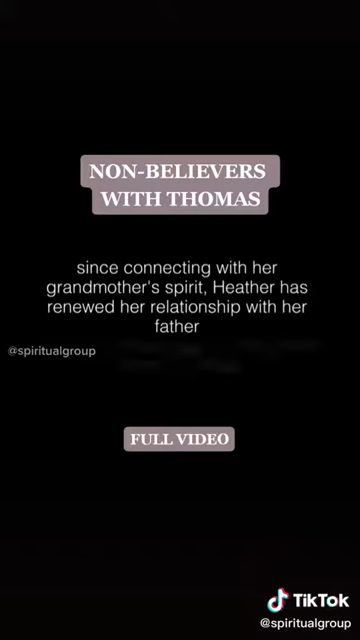 NON-BELIEVERS
WITH THOMAS
since connecting with her
grandmother's spirit, Heather has
renewed her relationship with her
father
@spiritualgroup
FULL VIDEO
TikTok
@spiritualgroup